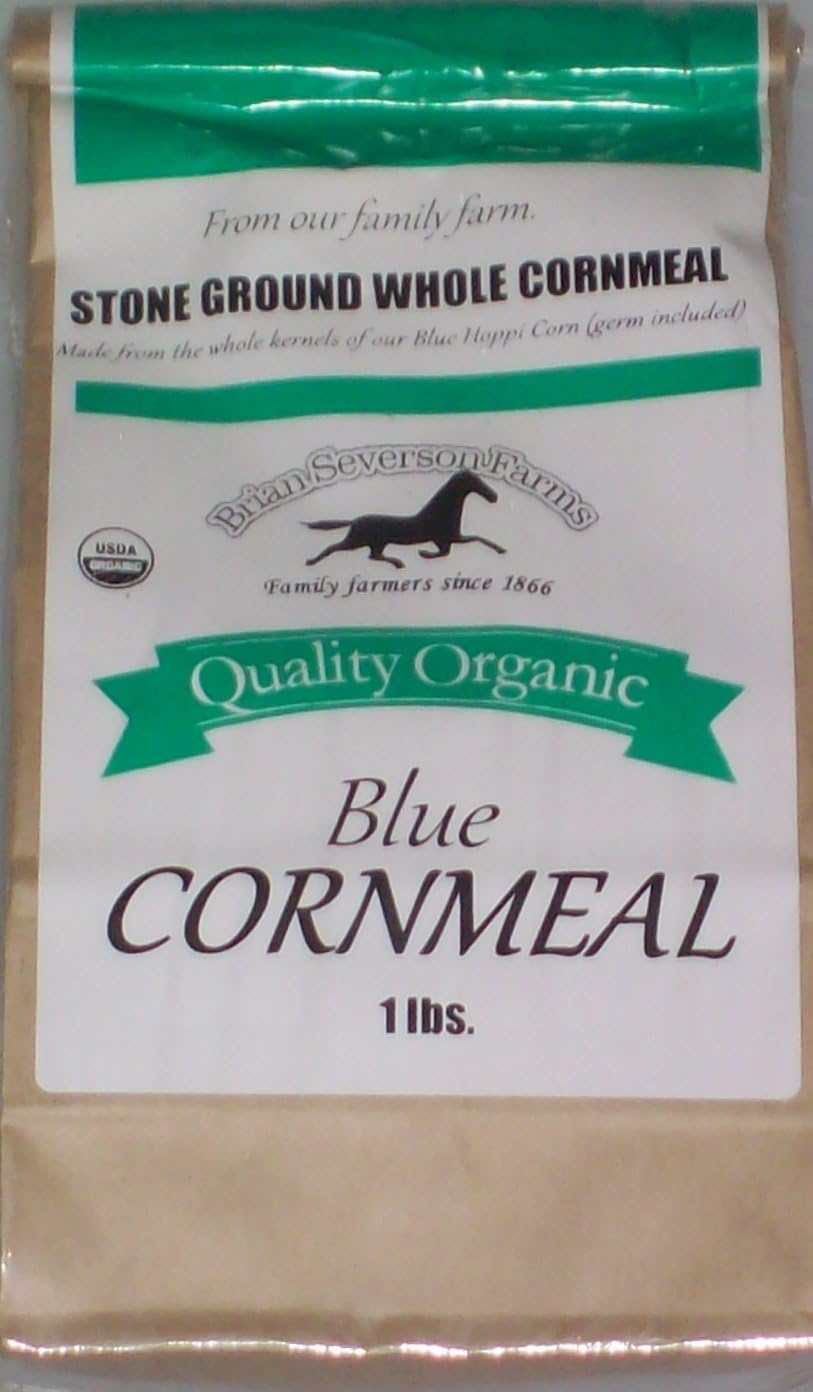 From our family farm.
STONE GROUND WHOLE CORNMEAL
Made from the whole kernels of our Blue Hoppi Corn (germ included)
Brian Severson Farms
USDA
ORGANIC
Family farmers since 1866
Quality Organic
Blue
CORNMEAL
1 lbs.